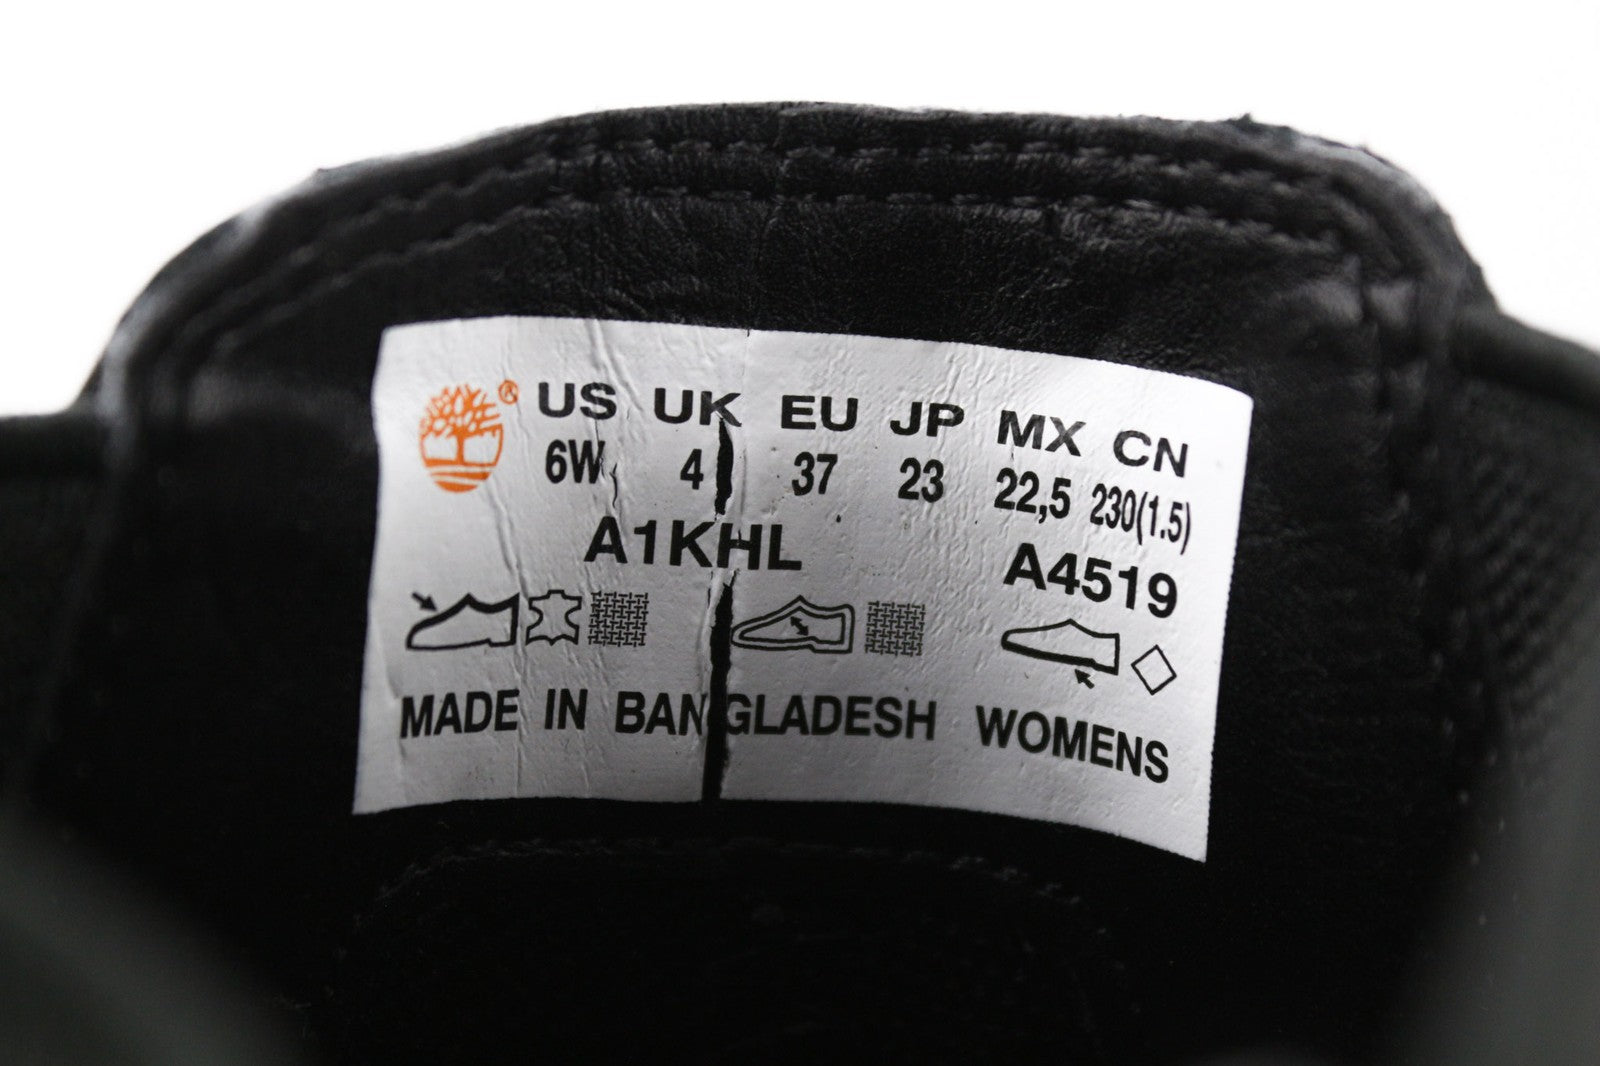 ® US UK EU JP MX CN
6W 4 37 23 22,5 230(1.5)
A1KHL A4519
MADE IN BANGLADESH WOMENS